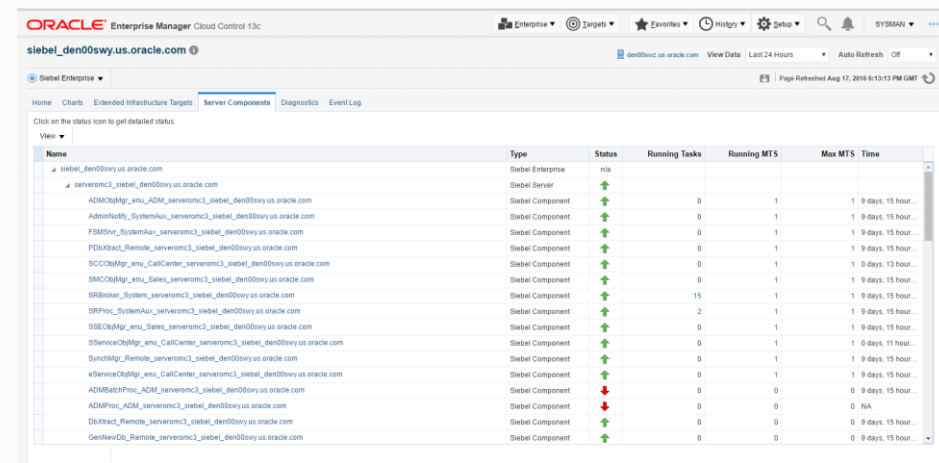 ORACLE Enterprise Manager Cloud Control 13c Enterprise Targets Favorites History Setup SYSMAN
siebel_den00swy.us.oracle.com den00swz.us.oracle.com View Data Last 24 Hours Auto Refresh Off
Siebel Enterprise Page Refreshed Aug 17, 2016 6:13:13 PM GMT
Home Charts Extended Infrastructure Targets Server Components Diagnostics Event Log
Click on the status icon to get detailed status.
View
Name Type Status Running Tasks Running MTS Max MTS Time
siebel_den00swy.us.oracle.com Siebel Enterprise n/a
serveromc3_siebel_den00swy.us.oracle.com Siebel Server
ADMObjMgr_enu_ADM_serveromc3_siebel_den00swy.us.oracle.com Siebel Component 0 1 1 9 days, 15 hour...
AdminNotify_SystemAux_serveromc3_siebel_den00swy.us.oracle.com Siebel Component 0 1 1 9 days, 15 hour...
FSMSrvr_SystemAux_serveromc3_siebel_den00swy.us.oracle.com Siebel Component 0 1 1 9 days, 15 hour...
PDbXtract_Remote_serveromc3_siebel_den00swy.us.oracle.com Siebel Component 0 1 1 9 days, 15 hour...
SCCObjMgr_enu_CallCenter_serveromc3_siebel_den00swy.us.oracle.com Siebel Component 0 1 1 0 days, 13 hour...
SMCObjMgr_enu_Sales_serveromc3_siebel_den00swy.us.oracle.com Siebel Component 0 1 1 9 days, 15 hour...
SRBroker_System_serveromc3_siebel_den00swy.us.oracle.com Siebel Component 15 1 1 9 days, 15 hour...
SRProc_SystemAux_serveromc3_siebel_den00swy.us.oracle.com Siebel Component 2 1 1 9 days, 15 hour...
SSEObjMgr_enu_Sales_serveromc3_siebel_den00swy.us.oracle.com Siebel Component 0 1 1 9 days, 15 hour...
SServiceObjMgr_enu_CallCenter_serveromc3_siebel_den00swy.us.oracle.com Siebel Component 0 1 1 0 days, 11 hour...
SynchMgr_Remote_serveromc3_siebel_den00swy.us.oracle.com Siebel Component 0 1 1 9 days, 15 hour...
eServiceObjMgr_enu_CallCenter_serveromc3_siebel_den00swy.us.oracle.com Siebel Component 0 1 1 9 days, 15 hour...
ADMBatchProc_ADM_serveromc3_siebel_den00swy.us.oracle.com Siebel Component 0 0 0 9 days, 15 hour...
ADMProc_ADM_serveromc3_siebel_den00swy.us.oracle.com Siebel Component 0 0 0 NA
DbXtract_Remote_serveromc3_siebel_den00swy.us.oracle.com Siebel Component 0 0 0 9 days, 15 hour...
GenNewDb_Remote_serveromc3_siebel_den00swy.us.oracle.com Siebel Component 0 0 0 9 days, 15 hour...